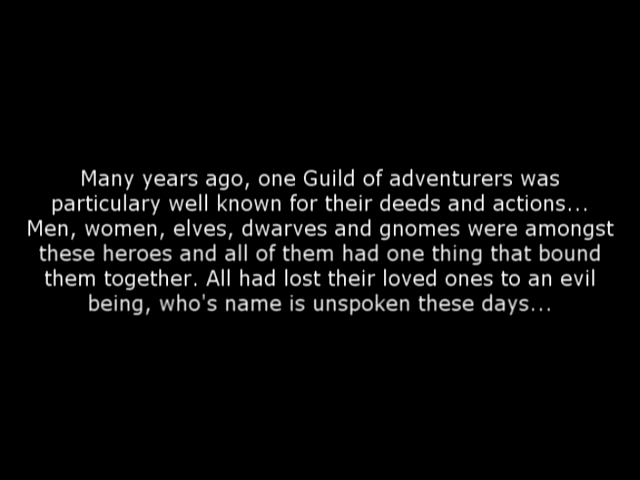 Many years ago, one Guild of adventurers was
particulary well known for their deeds and actions...
Men, women, elves, dwarves and gnomes were amongst
these heroes and all of them had one thing that bound
them together. All had lost their loved ones to an evil
being, who's name is unspoken these days...